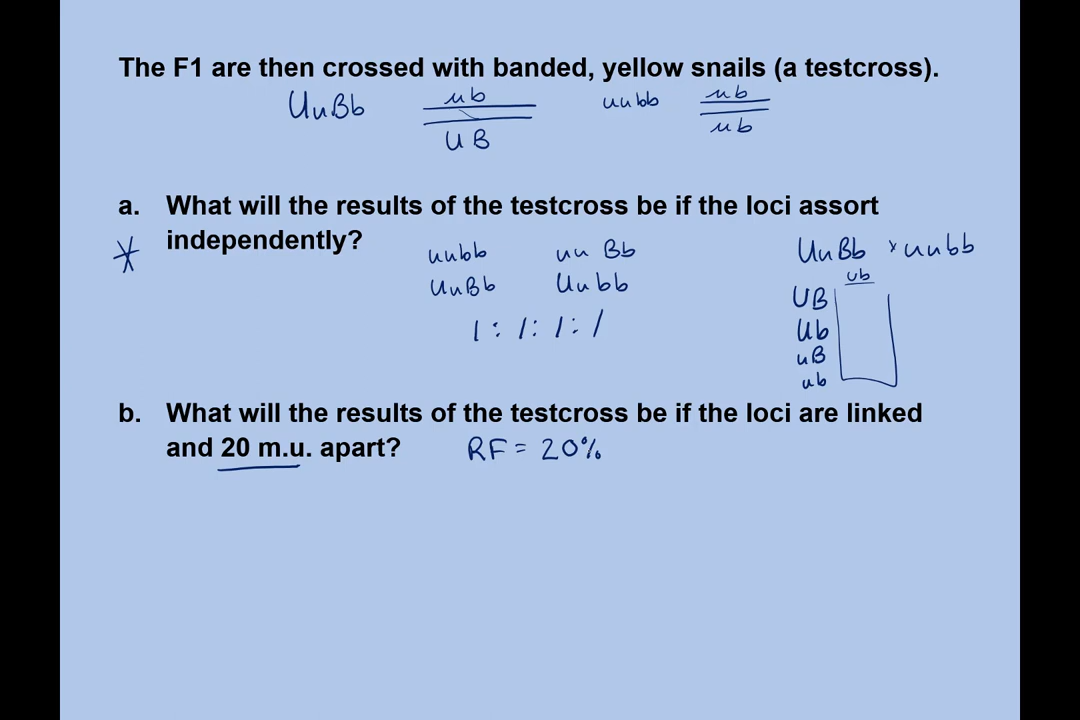 The F1 are then crossed with banded, yellow snails (a testcross).
UuBb ub uubb ub
UB ub
a. What will the results of the testcross be if the loci assort
independently?
uubb uu Bb UuBb × uubb
UuBb Uubb ub
1 : 1 : 1 : 1 UB
Ub
uB
ub
b. What will the results of the testcross be if the loci are linked
and 20 m.u. apart? RF = 20%